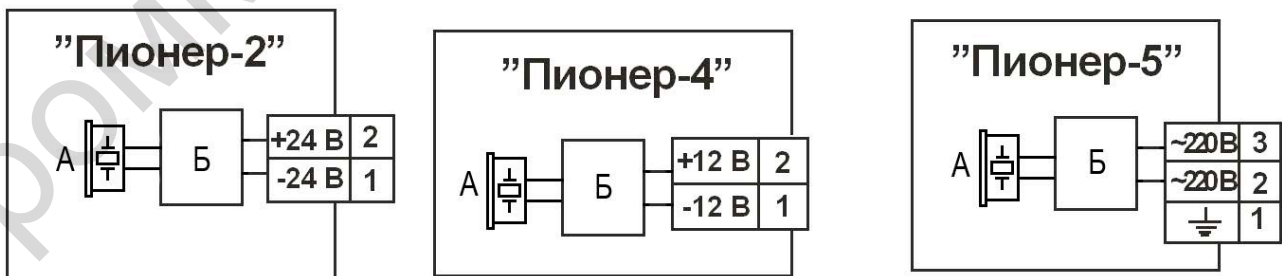 "Пионер-2"
А
Б
+24 В 2
-24 В 1
"Пионер-4"
А
Б
+12 В 2
-12 В 1
"Пионер-5"
А
Б
~220В 3
~220В 2
1